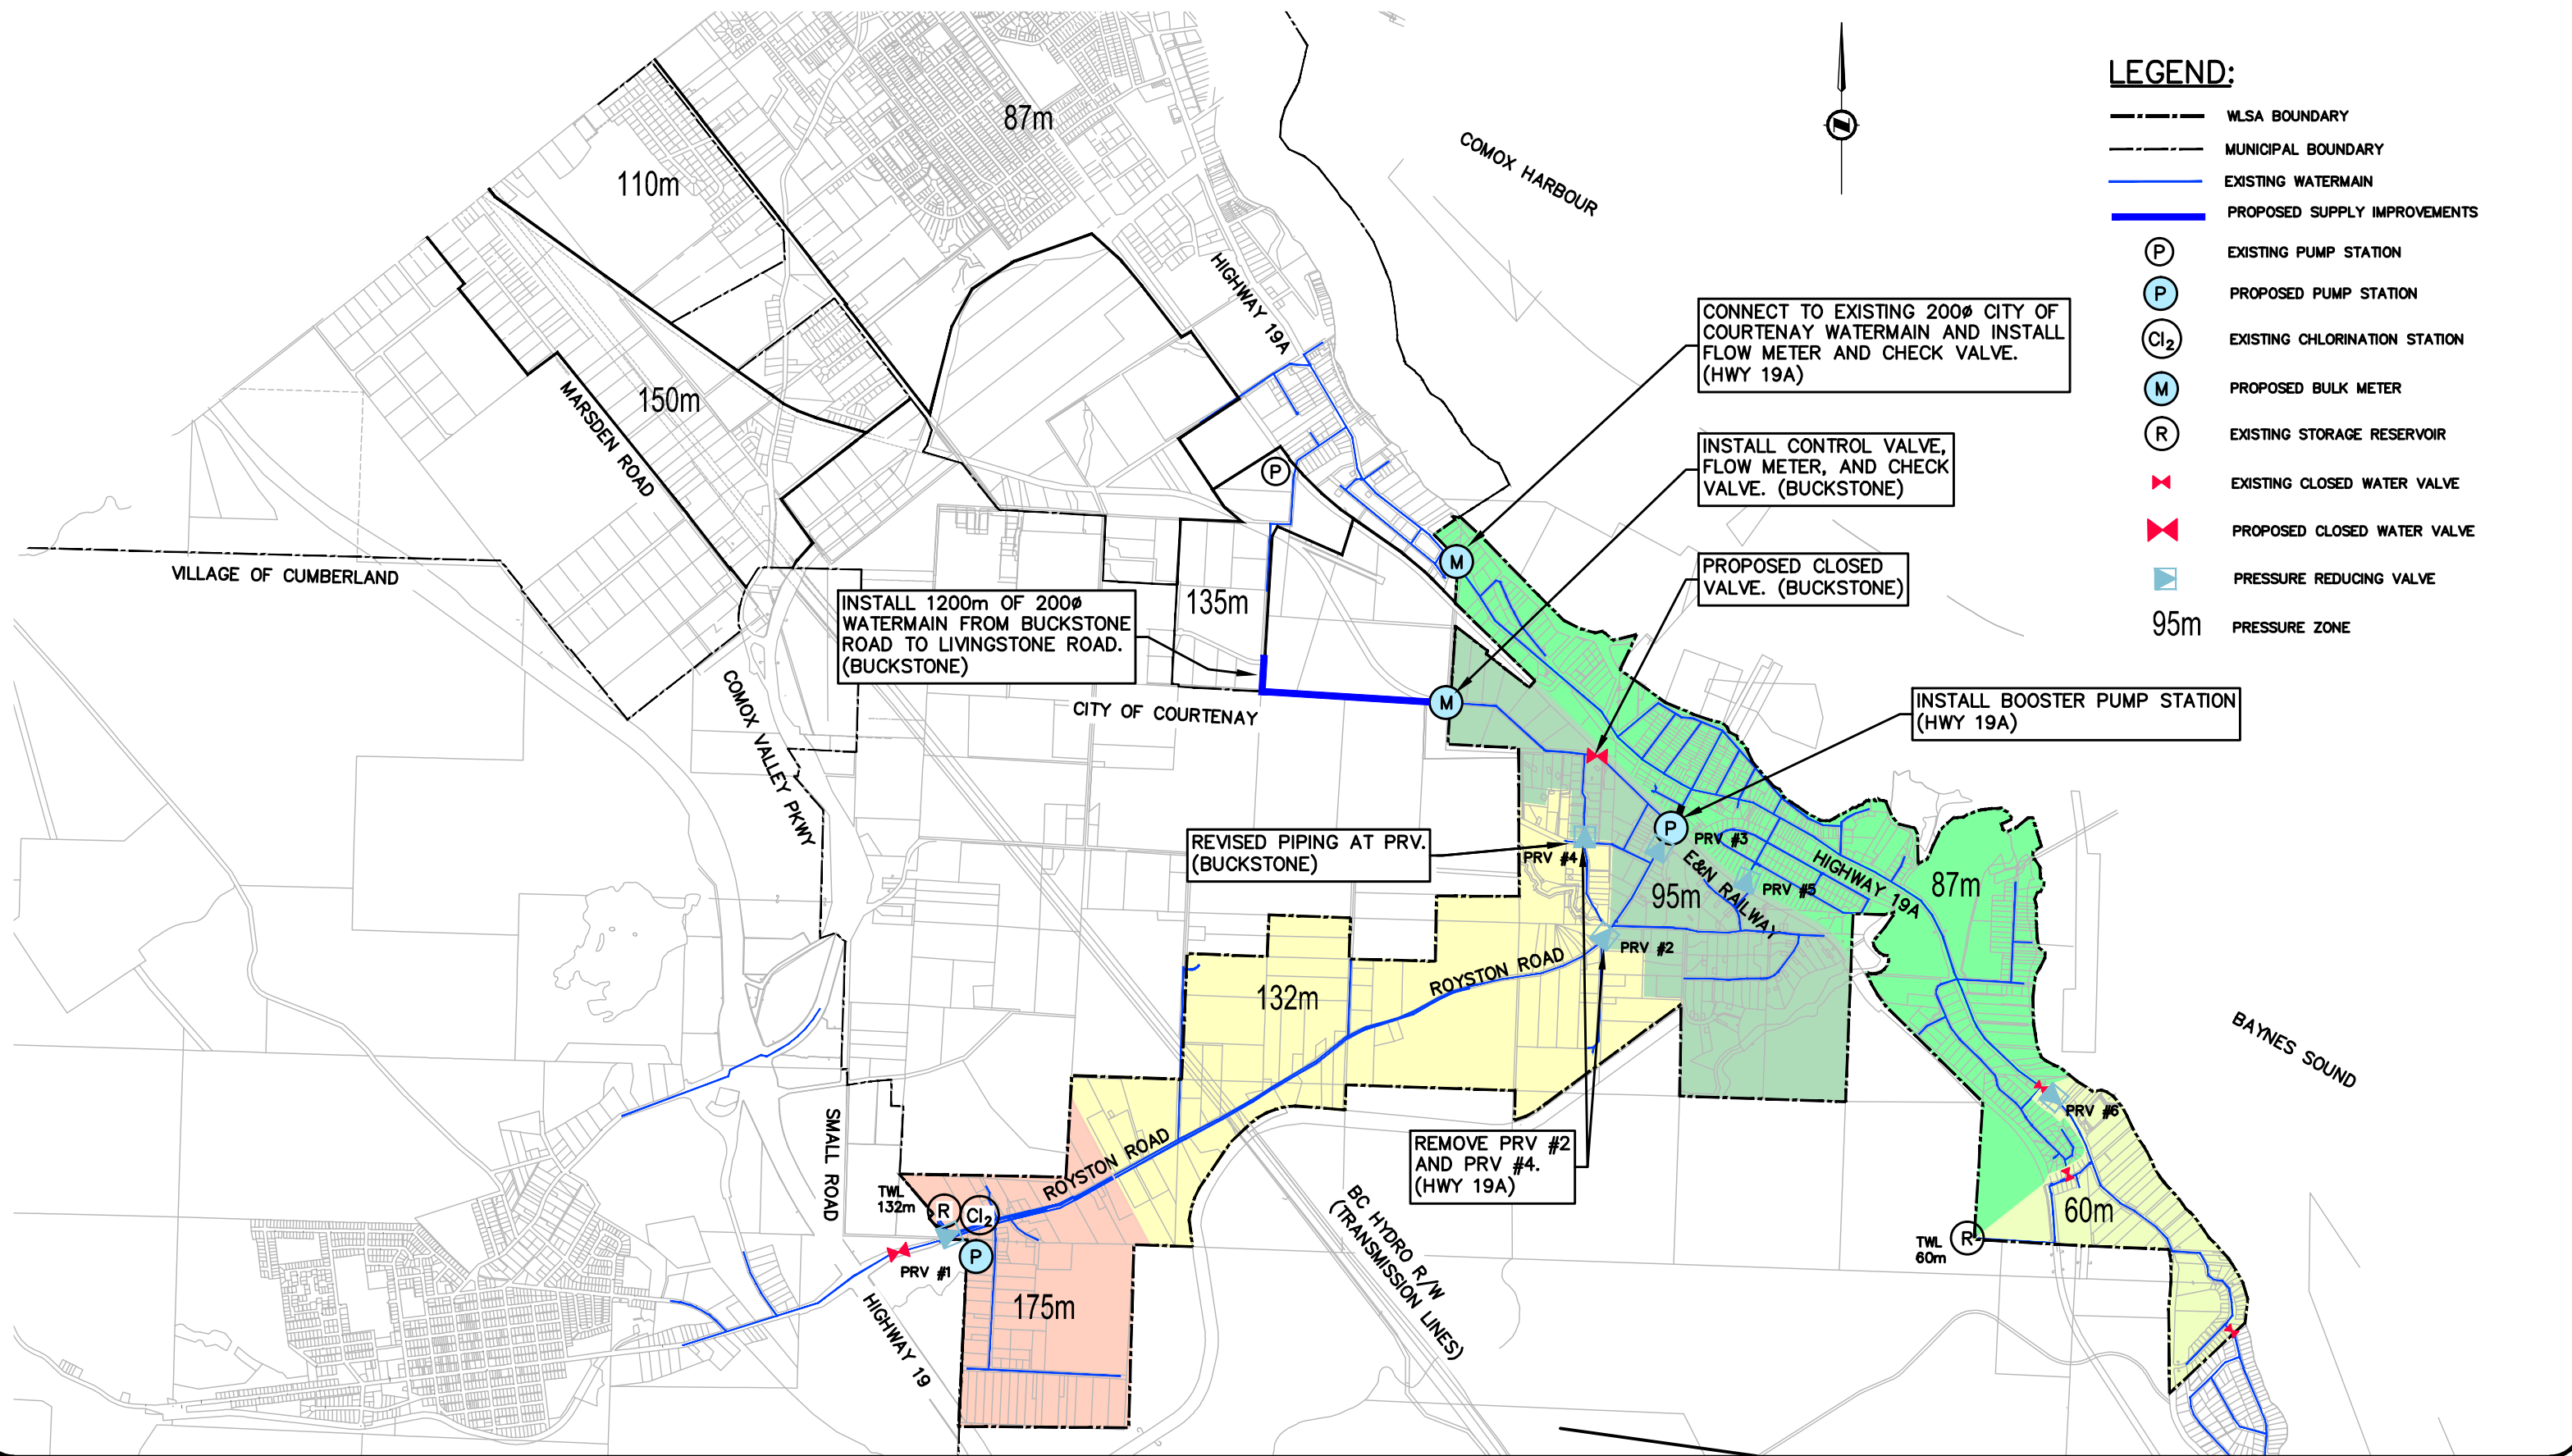 LEGEND:
WLSA BOUNDARY
MUNICIPAL BOUNDARY
EXISTING WATERMAIN
PROPOSED SUPPLY IMPROVEMENTS
P
EXISTING PUMP STATION
P
PROPOSED PUMP STATION
Cl₂
EXISTING CHLORINATION STATION
M
PROPOSED BULK METER
R
EXISTING STORAGE RESERVOIR
EXISTING CLOSED WATER VALVE
PROPOSED CLOSED WATER VALVE
PRESSURE REDUCING VALVE
95m
PRESSURE ZONE
N
87m
110m
150m
COMOX HARBOUR
HIGHWAY 19A
MARSDEN ROAD
VILLAGE OF CUMBERLAND
P
CONNECT TO EXISTING 200ø CITY OF
COURTENAY WATERMAIN AND INSTALL
FLOW METER AND CHECK VALVE.
(HWY 19A)
INSTALL CONTROL VALVE,
FLOW METER, AND CHECK
VALVE. (BUCKSTONE)
PROPOSED CLOSED
VALVE. (BUCKSTONE)
M
INSTALL 1200m OF 200ø
WATERMAIN FROM BUCKSTONE
ROAD TO LIVINGSTONE ROAD.
(BUCKSTONE)
135m
M
CITY OF COURTENAY
COMOX VALLEY PKWY
INSTALL BOOSTER PUMP STATION
(HWY 19A)
REVISED PIPING AT PRV.
(BUCKSTONE)
P
PRV #3
PRV #4
E&N RAILWAY
PRV #5
HIGHWAY 19A
87m
95m
PRV #2
ROYSTON ROAD
132m
BAYNES SOUND
PRV #6
REMOVE PRV #2
AND PRV #4.
(HWY 19A)
SMALL ROAD
ROYSTON ROAD
TWL
132m
R
Cl₂
P
PRV #1
175m
HIGHWAY 19
BC HYDRO R/W
(TRANSMISSION LINES)
60m
TWL
60m
R